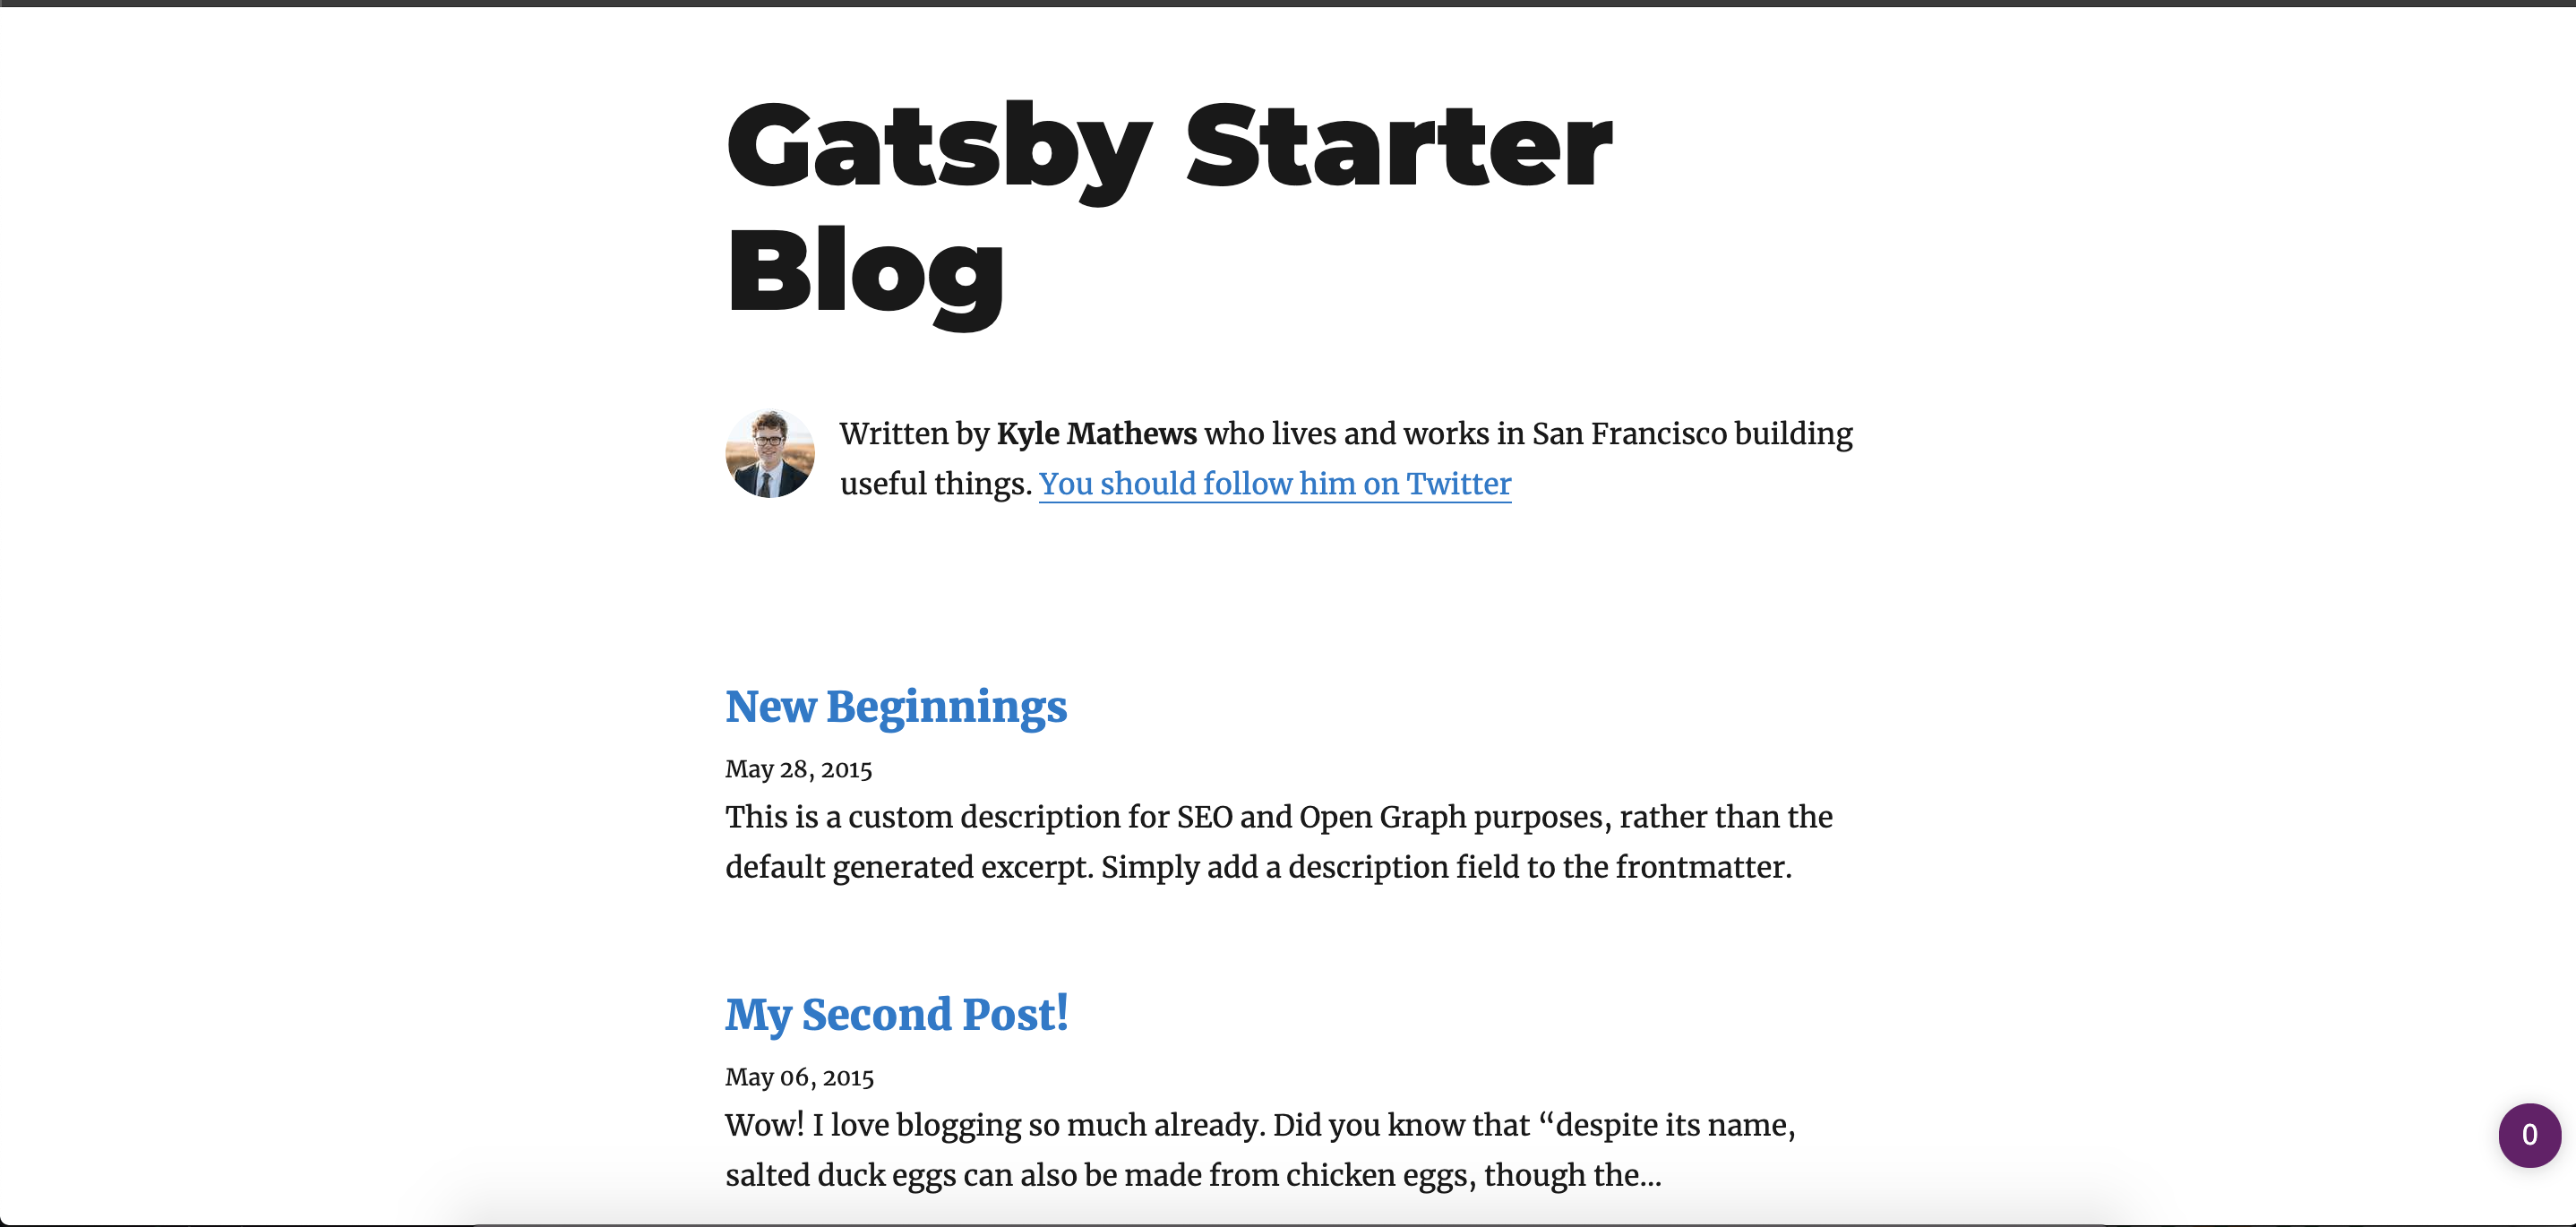 Gatsby Starter
Blog
Written by Kyle Mathews who lives and works in San Francisco building
useful things. You should follow him on Twitter
New Beginnings
May 28, 2015
This is a custom description for SEO and Open Graph purposes, rather than the
default generated excerpt. Simply add a description field to the frontmatter.
My Second Post!
May 06, 2015
Wow! I love blogging so much already. Did you know that “despite its name,
salted duck eggs can also be made from chicken eggs, though the…
0